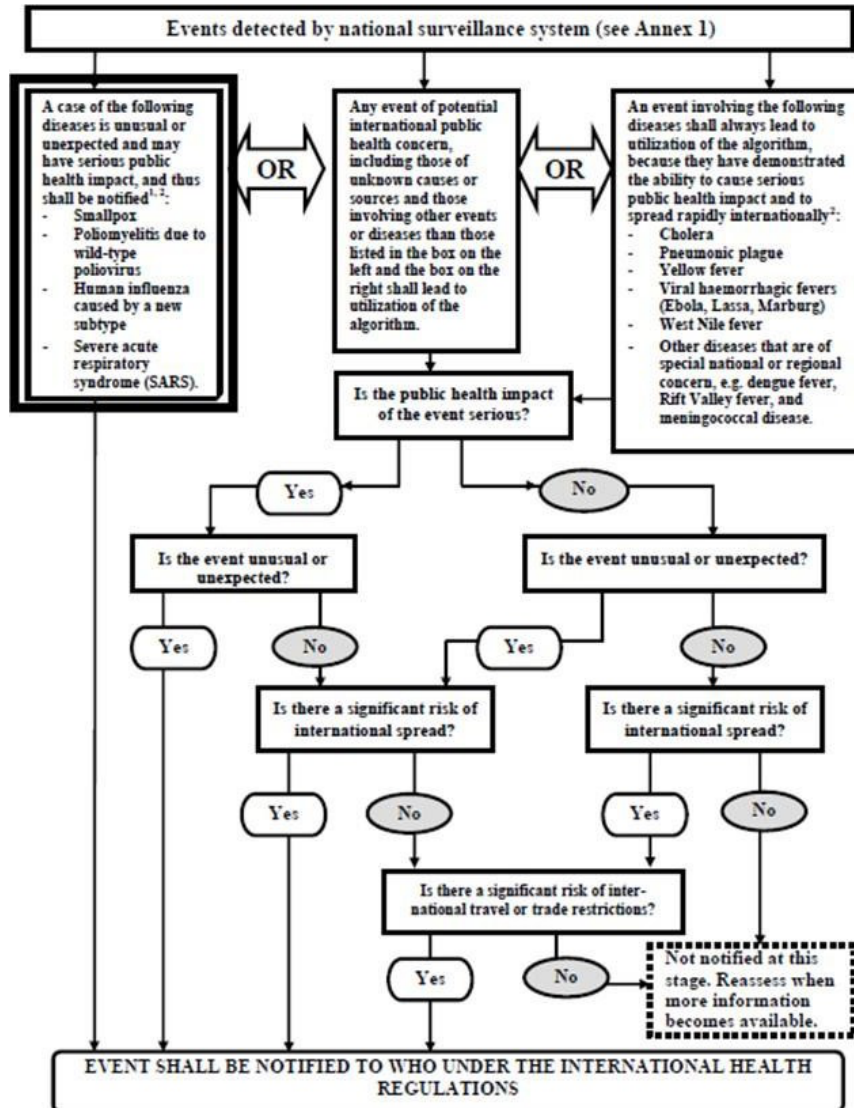 Events detected by national surveillance system (see Annex 1)
A case of the following
diseases is unusual or
unexpected and may
have serious public
health impact, and thus
shall be notified¹, ²:
- Smallpox
- Poliomyelitis due to
wild-type
poliovirus
- Human influenza
caused by a new
subtype
- Severe acute
respiratory
syndrome (SARS).
OR
Any event of potential
international public
health concern,
including those of
unknown causes or
sources and those
involving other events
or diseases than those
listed in the box on the
left and the box on the
right shall lead to
utilization of the
algorithm.
OR
An event involving the following
diseases shall always lead to
utilization of the algorithm,
because they have demonstrated
the ability to cause serious
public health impact and to
spread rapidly internationally²:
- Cholera
- Pneumonic plague
- Yellow fever
- Viral haemorrhagic fevers
(Ebola, Lassa, Marburg)
- West Nile fever
- Other diseases that are of
special national or regional
concern, e.g. dengue fever,
Rift Valley fever, and
meningococcal disease.
Is the public health impact
of the event serious?
Yes
No
Is the event unusual or
unexpected?
Is the event unusual or unexpected?
Yes
No
Yes
No
Is there a significant risk of
international spread?
Is there a significant risk of
international spread?
Yes
No
Yes
No
Is there a significant risk of inter-
national travel or trade restrictions?
Yes
No
Not notified at this
stage. Reassess when
more information
becomes available.
EVENT SHALL BE NOTIFIED TO WHO UNDER THE INTERNATIONAL HEALTH
REGULATIONS